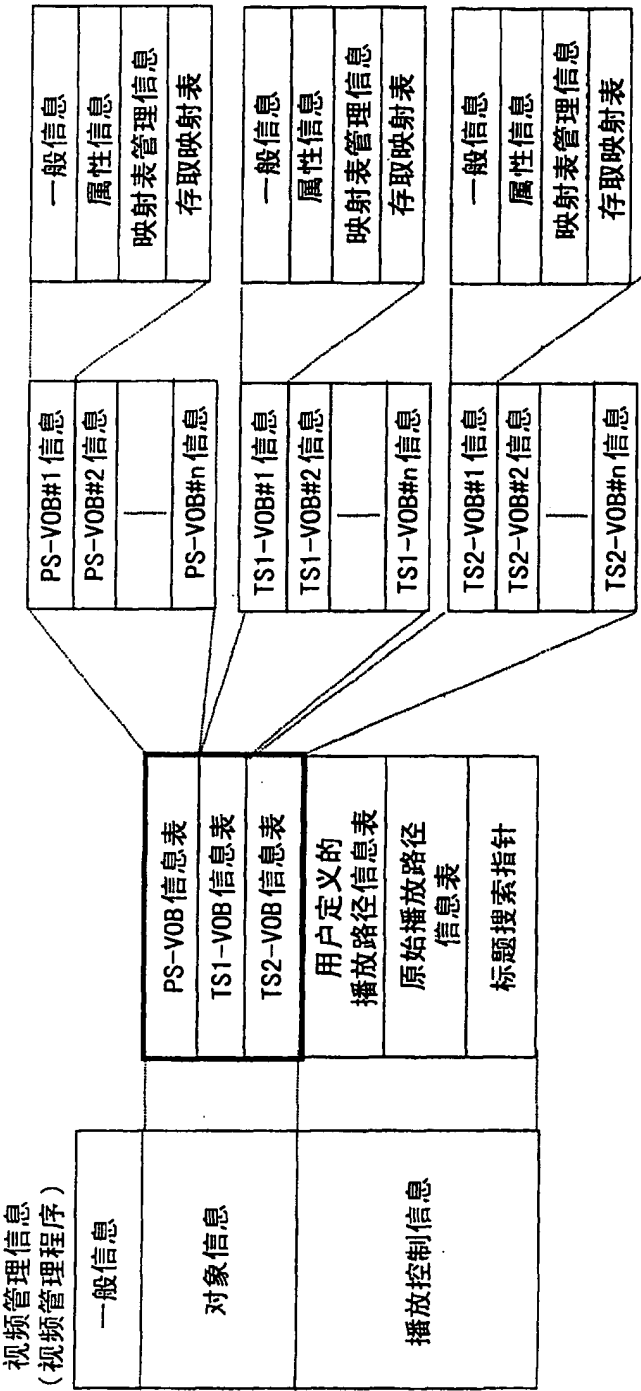 视频管理信息
(视频管理程序)
一般信息
对象信息
播放控制信息
PS-VOB信息表
TS1-VOB信息表
TS2-VOB信息表
用户定义的
播放路径信息表
原始播放路径
信息表
标题搜索指针
PS-VOB#1信息
PS-VOB#2信息
PS-VOB#n信息
TS1-VOB#1信息
TS1-VOB#2信息
TS1-VOB#n信息
TS2-VOB#1信息
TS2-VOB#2信息
TS2-VOB#n信息
一般信息
属性信息
映射表管理信息
存取映射表
一般信息
属性信息
映射表管理信息
存取映射表
一般信息
属性信息
映射表管理信息
存取映射表